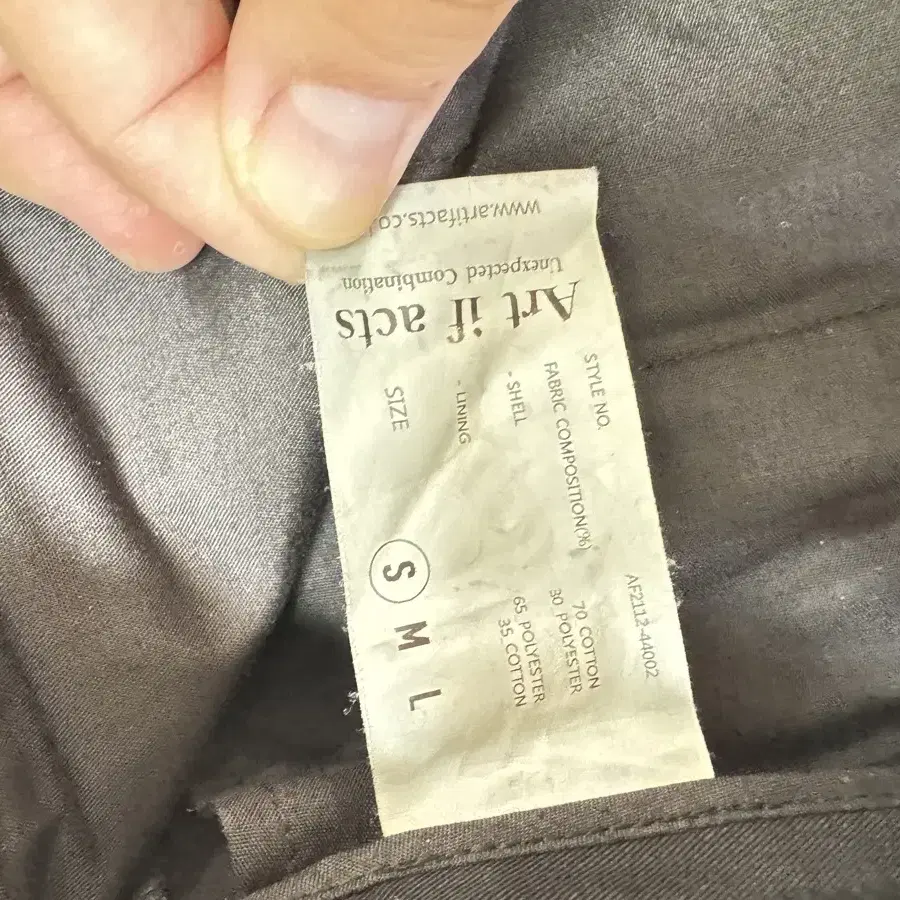 www.artifacts.co.
Unexpected Combination
Art if acts
STYLE NO. AF2112-44002
FABRIC COMPOSITION(%)
- SHELL 70 COTTON
30 POLYESTER
- LINING 65 POLYESTER
35 COTTON
SIZE S M L